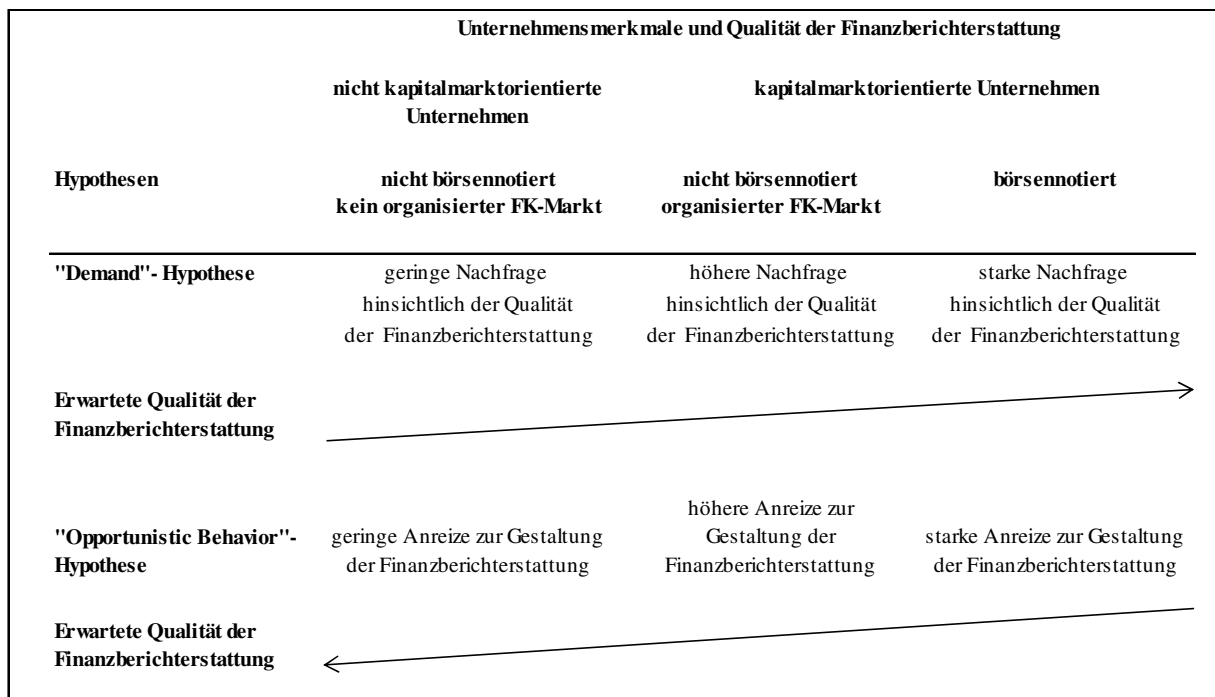 Unternehmensmerkmale und Qualität der Finanzberichterstattung
nicht kapitalmarktorientierte
Unternehmen
kapitalmarktorientierte Unternehmen
Hypothesen
nicht börsennotiert
kein organisierter FK-Markt
nicht börsennotiert
organisierter FK-Markt
börsennotiert
"Demand"- Hypothese
geringe Nachfrage
hinsichtlich der Qualität
der Finanzberichterstattung
höhere Nachfrage
hinsichtlich der Qualität
der Finanzberichterstattung
starke Nachfrage
hinsichtlich der Qualität
der Finanzberichterstattung
Erwartete Qualität der
Finanzberichterstattung
"Opportunistic Behavior"-
Hypothese
geringe Anreize zur Gestaltung
der Finanzberichterstattung
höhere Anreize zur
Gestaltung der
Finanzberichterstattung
starke Anreize zur Gestaltung
der Finanzberichterstattung
Erwartete Qualität der
Finanzberichterstattung